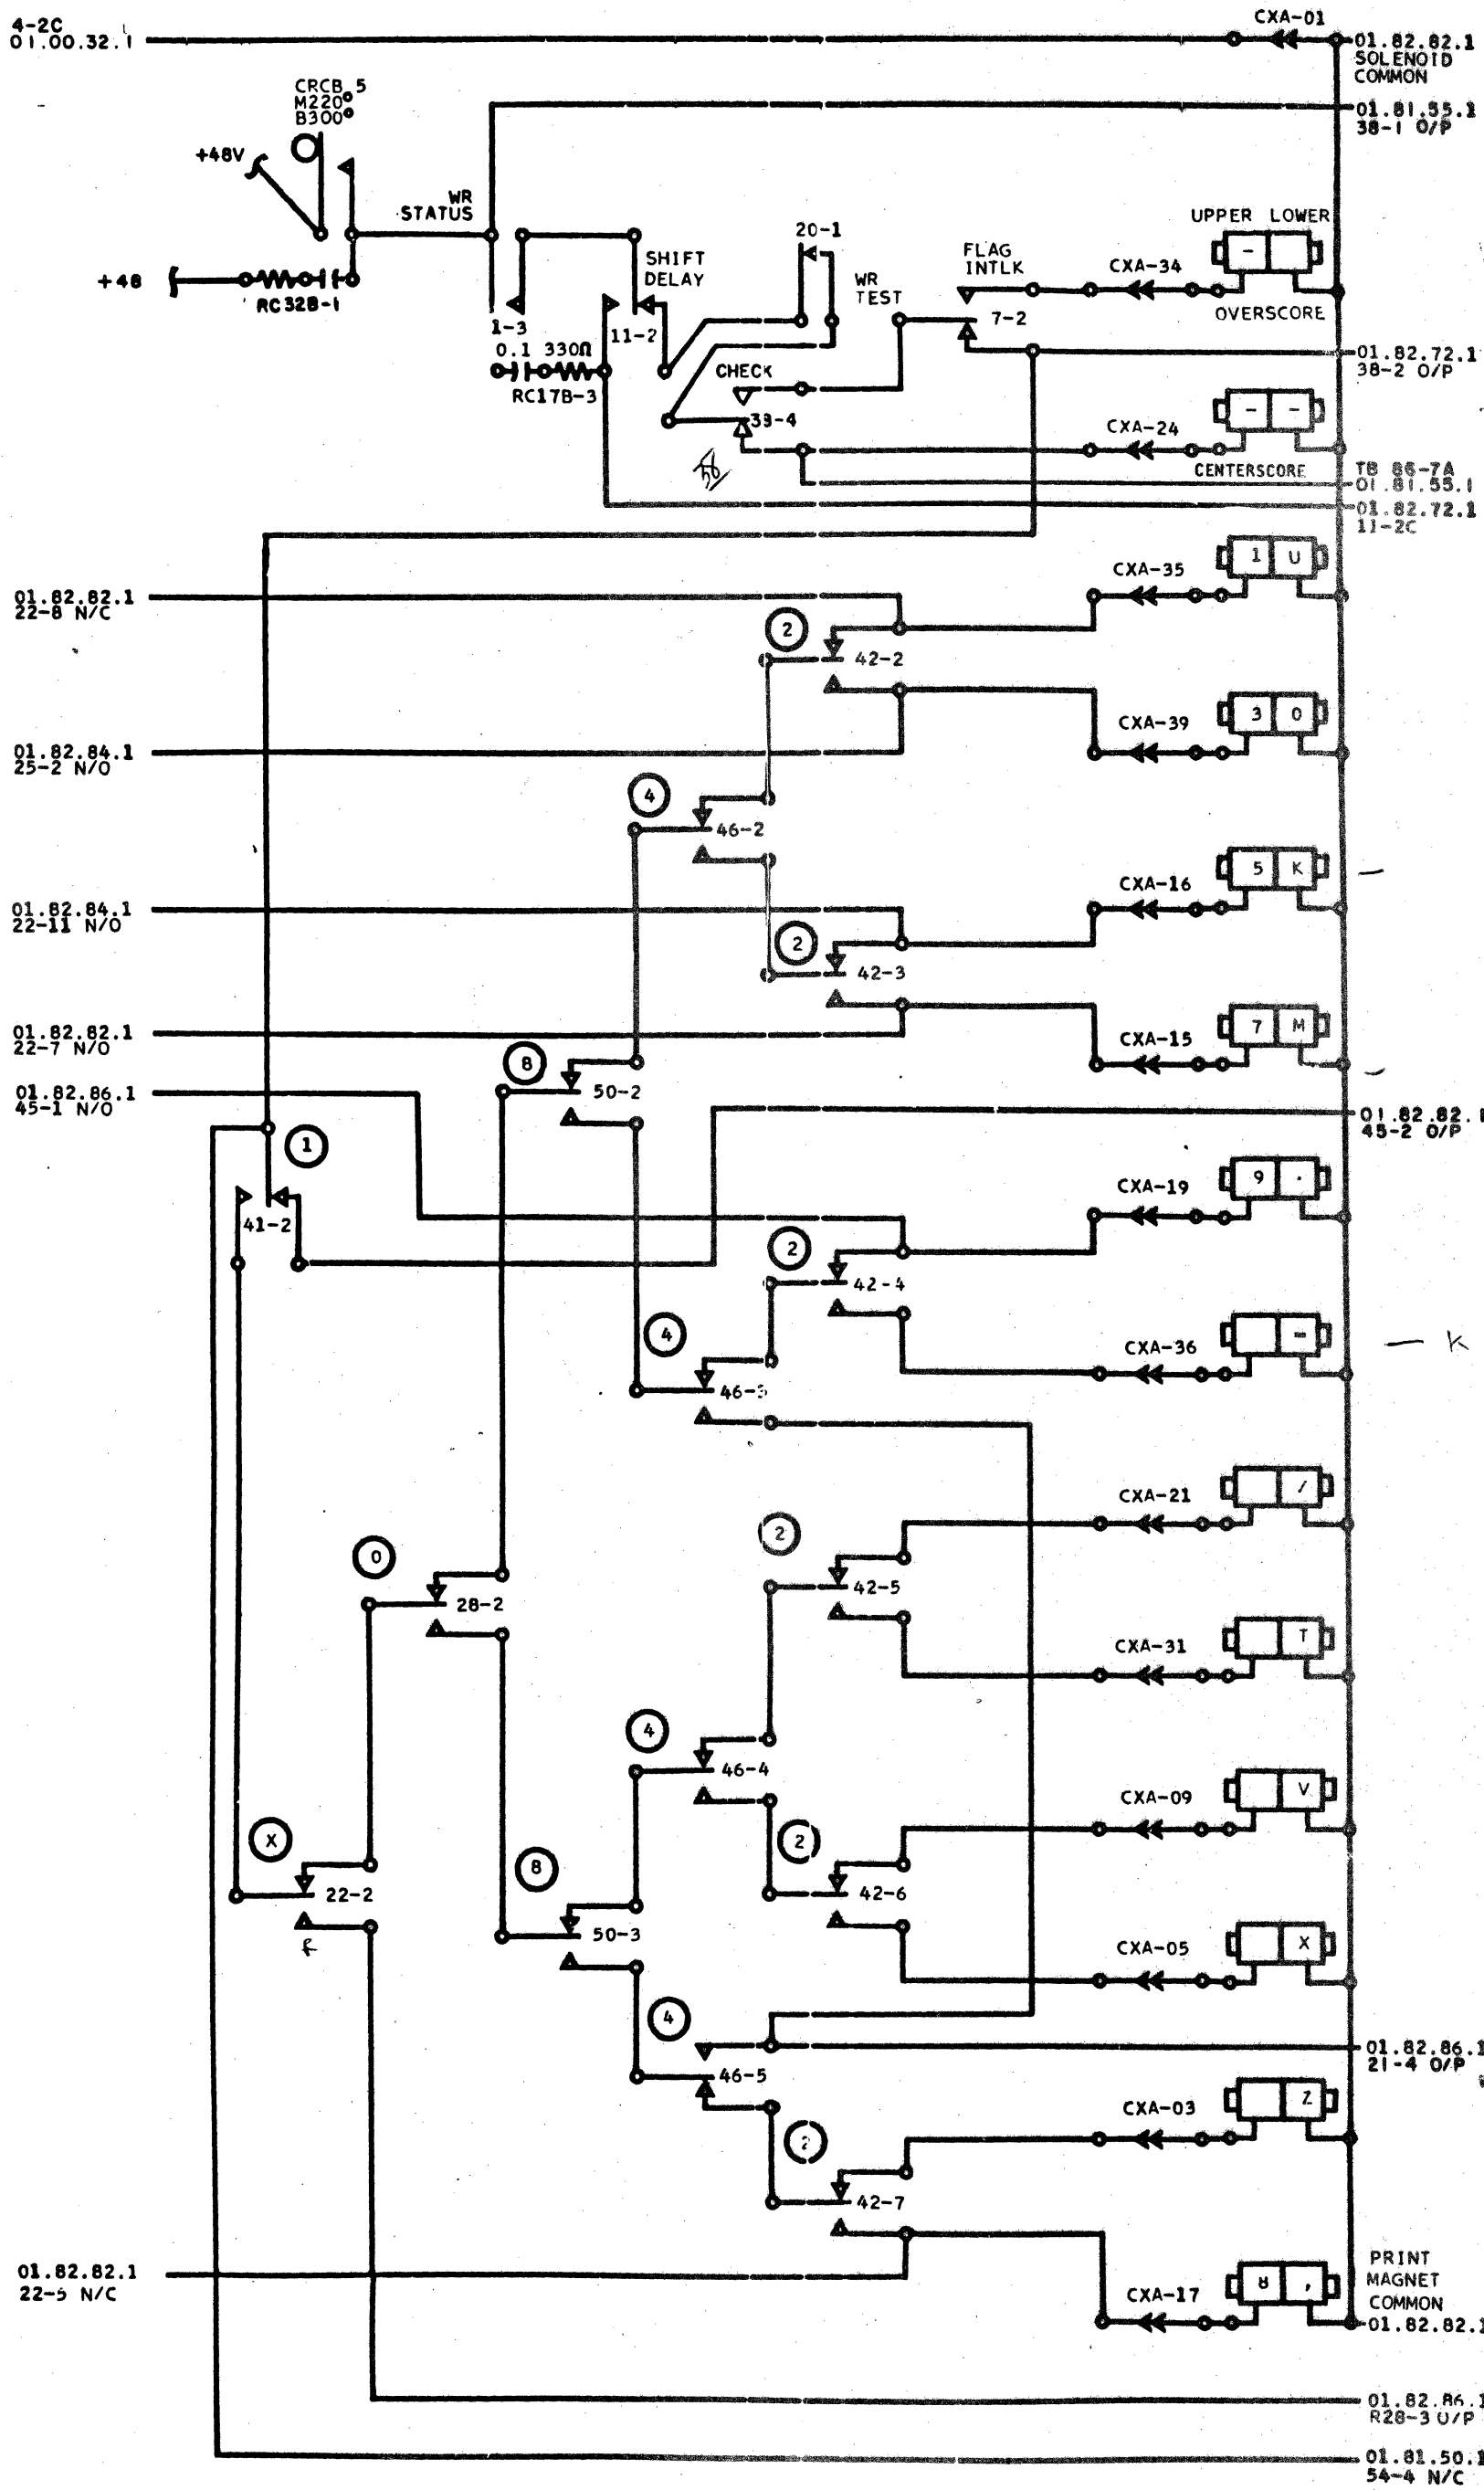 4-2C
01.00.32.1
CXA-01
01.82.82.1
SOLENOID
COMMON
CRCB 5
M220°
B300°
01.81.55.1
38-1 O/P
+48V
WR
STATUS
UPPER LOWER
20-1
FLAG
INTLK
SHIFT
DELAY
CXA-34
-
+48
WR
TEST
RC32B-1
OVERSCORE
1-3
11-2
7-2
0.1 330Ω
01.82.72.1
38-2 O/P
CHECK
RC17B-3
- -
39-4
CXA-24
CENTERSCORE
TB 86-7A
01.81.55.1
01.82.72.1
11-2C
1 U
CXA-35
01.82.82.1
22-8 N/C
2
42-2
3 0
CXA-39
01.82.84.1
25-2 N/O
4
46-2
5 K
CXA-16
01.82.84.1
22-11 N/O
2
42-3
7 M
CXA-15
01.82.82.1
22-7 N/O
8
50-2
01.82.86.1
45-1 N/O
01.82.82.
45-2 O/P
1
9 .
CXA-19
41-2
2
42-4
4
=
CXA-36
K
46-3
/
CXA-21
2
0
42-5
28-2
T
CXA-31
4
46-4
V
CXA-09
X
2
8
42-6
22-2
50-3
X
CXA-05
4
01.82.86.1
21-4 O/P
46-5
Z
CXA-03
2
42-7
01.82.82.1
22-5 N/C
PRINT
MAGNET
COMMON
01.82.82.1
8 ,
CXA-17
01.82.86.1
R28-3 O/P
01.81.50.1
54-4 N/C